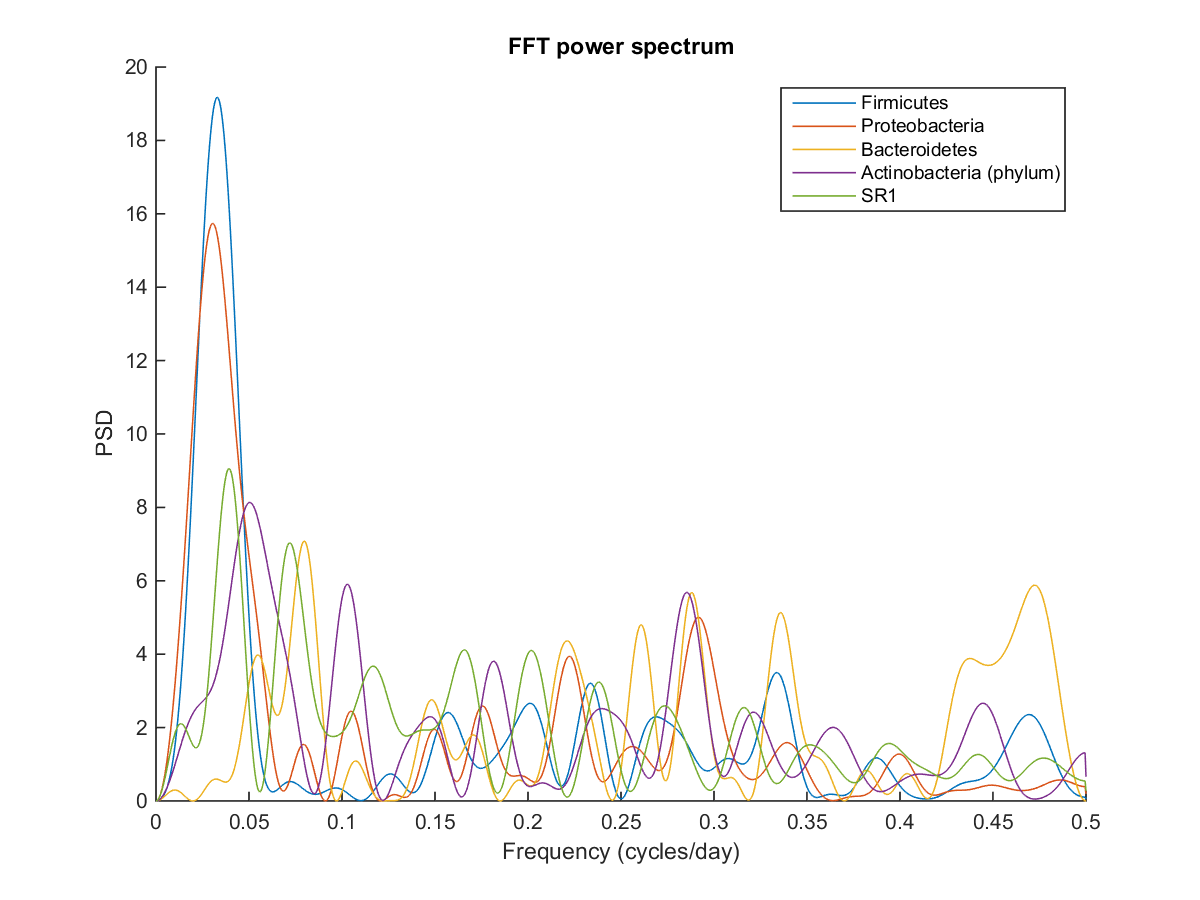 FFT power spectrum
20
18
16
14
12
10
8
6
4
2
0
PSD
Firmicutes
Proteobacteria
Bacteroidetes
Actinobacteria (phylum)
SR1
0 0.05 0.1 0.15 0.2 0.25 0.3 0.35 0.4 0.45 0.5
Frequency (cycles/day)